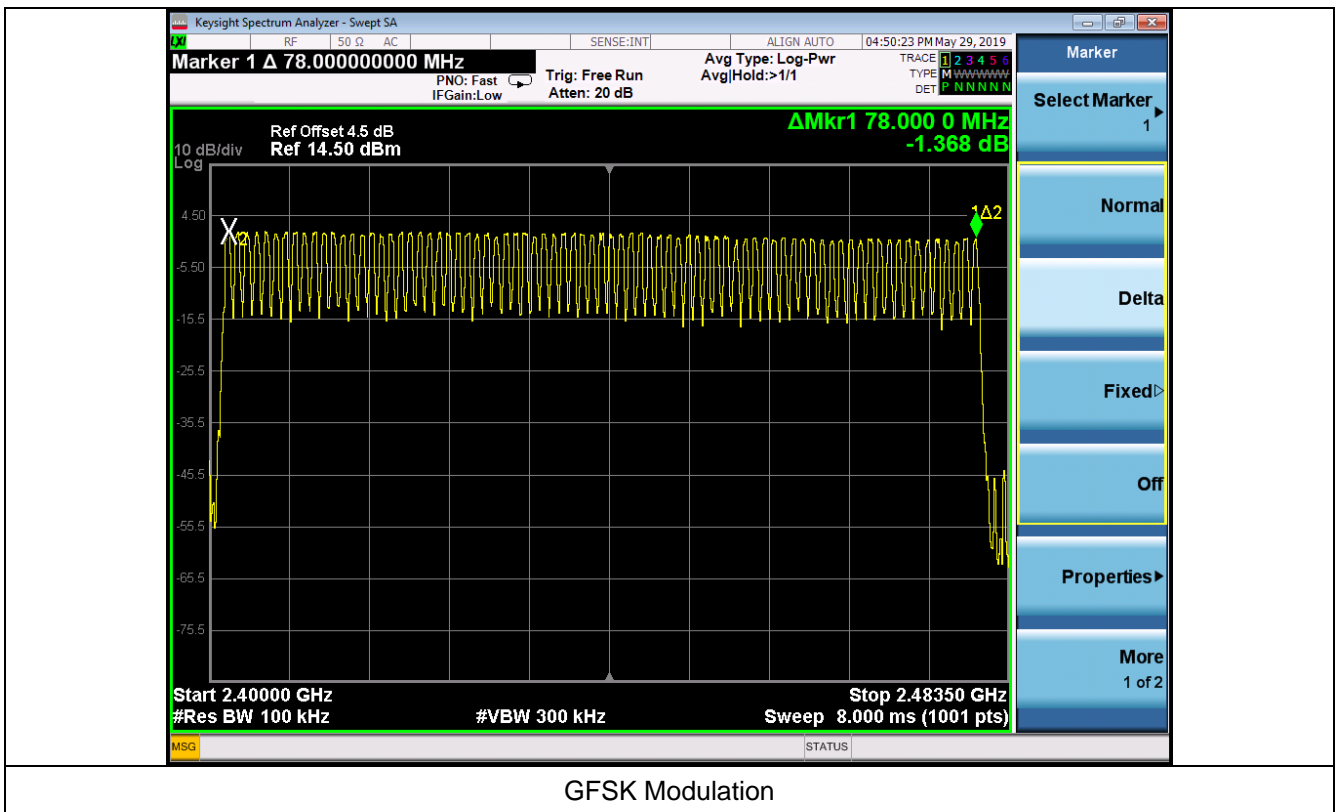 Keysight Spectrum Analyzer - Swept SA
LXI RF 50 Ω AC SENSE:INT ALIGN AUTO 04:50:23 PM May 29, 2019
Marker 1 Δ 78.000000000 MHz
PNO: Fast
IFGain:Low
Trig: Free Run
Atten: 20 dB
Avg Type: Log-Pwr
Avg|Hold:>1/1
TRACE 1 2 3 4 5 6
TYPE M WWWWW
DET P N N N N N
Ref Offset 4.5 dB
10 dB/div Ref 14.50 dBm
Log
ΔMkr1 78.000 0 MHz
-1.368 dB
4.50
-5.50
-15.5
-25.5
-35.5
-45.5
-55.5
-65.5
-75.5
X2
1Δ2
Start 2.40000 GHz
Stop 2.48350 GHz
#Res BW 100 kHz
#VBW 300 kHz
Sweep 8.000 ms (1001 pts)
MSG
STATUS
Marker
Select Marker
1
Normal
Delta
Fixed
Off
Properties
More
1 of 2
GFSK Modulation